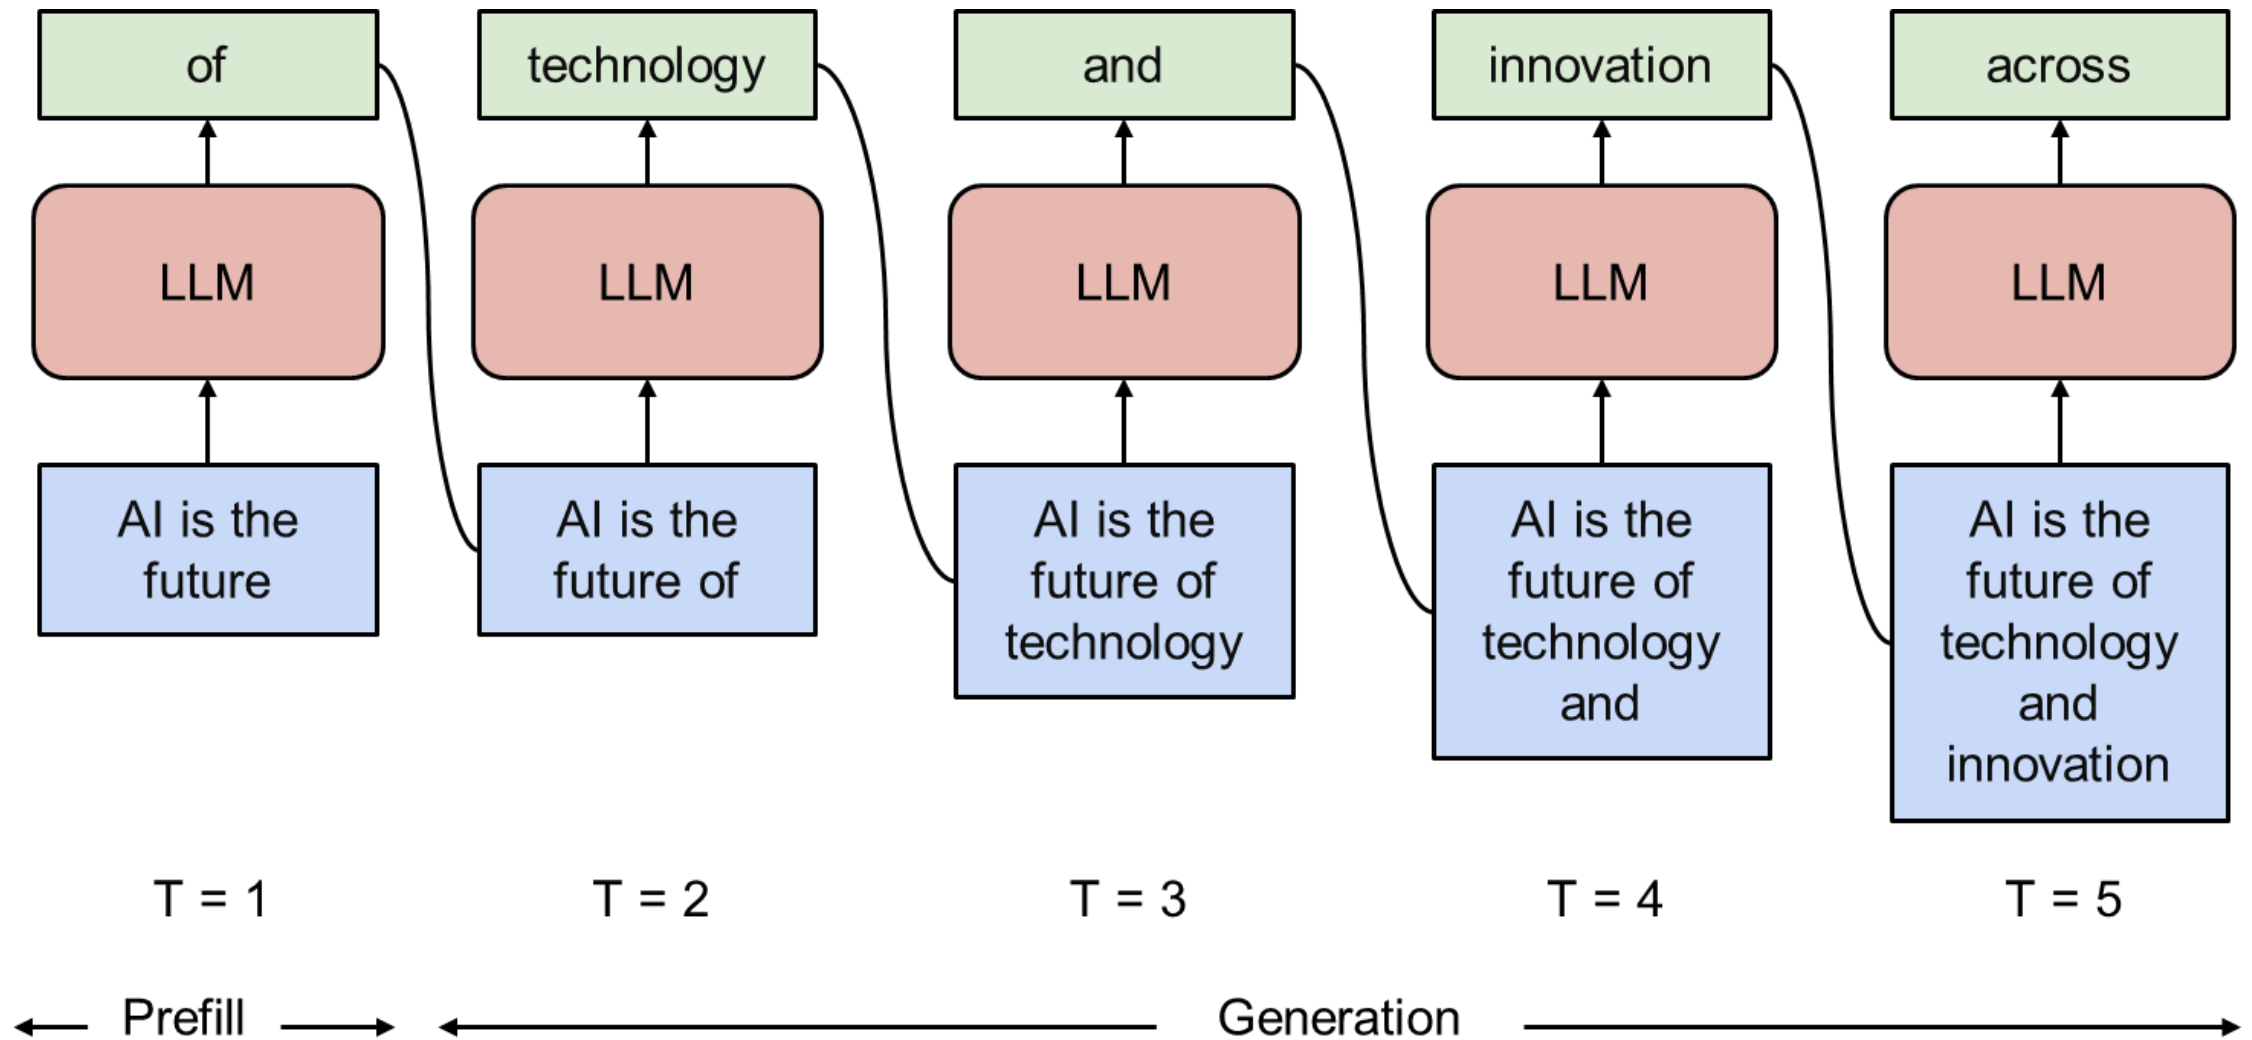 of
technology
and
innovation
across
LLM
LLM
LLM
LLM
LLM
AI is the
future
AI is the
future of
AI is the
future of
technology
AI is the
future of
technology
and
AI is the
future of
technology
and
innovation
T = 1
T = 2
T = 3
T = 4
T = 5
Prefill
Generation